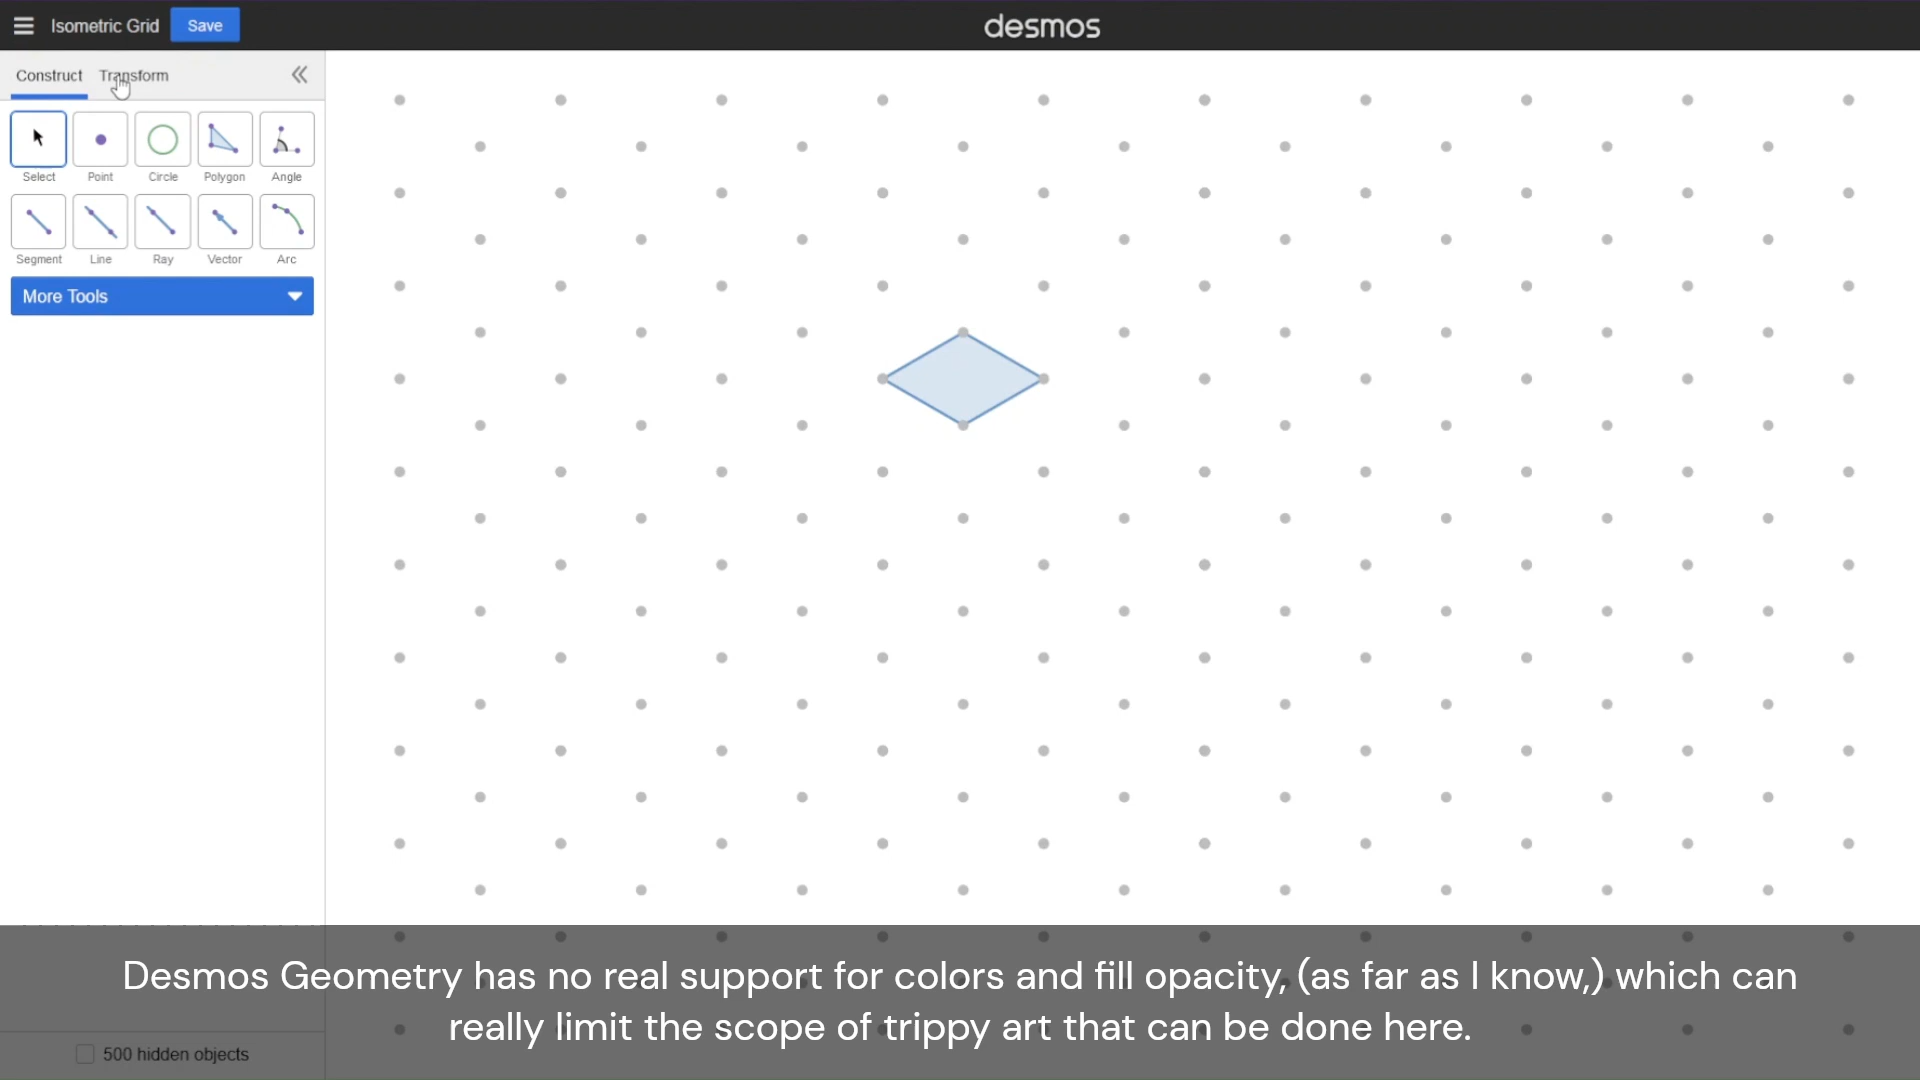 Isometric Grid
Save
desmos
Construct
Transform
Select
Point
Circle
Polygon
Angle
Segment
Line
Ray
Vector
Arc
More Tools
Desmos Geometry has no real support for colors and fill opacity, (as far as I know,) which can
really limit the scope of trippy art that can be done here.
500 hidden objects